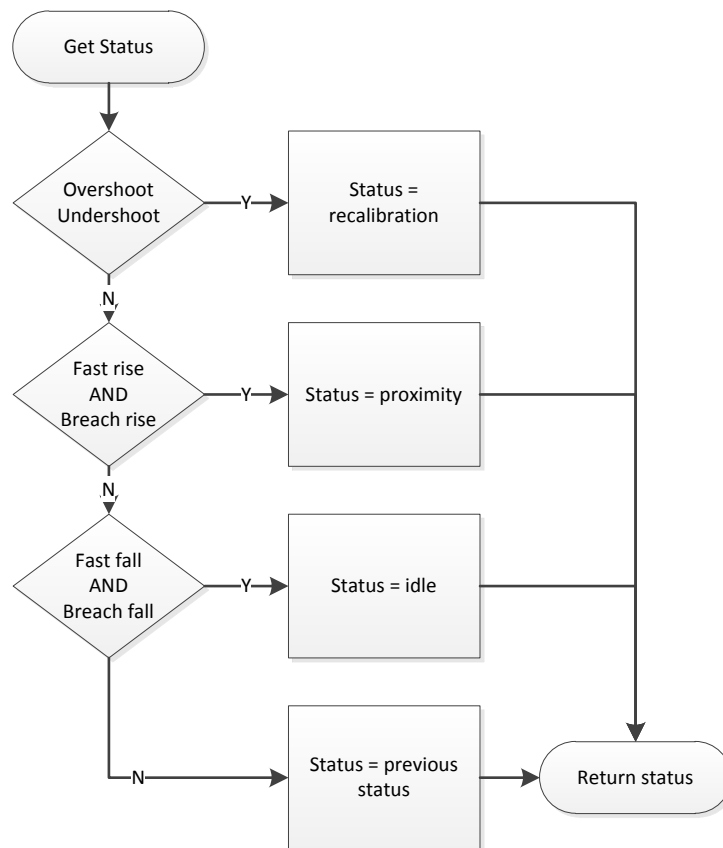 Get Status
Overshoot
Undershoot
Y
Status =
recalibration
N
Fast rise
AND
Breach rise
Y
Status = proximity
N
Fast fall
AND
Breach fall
Y
Status = idle
N
Status = previous
status
Return status